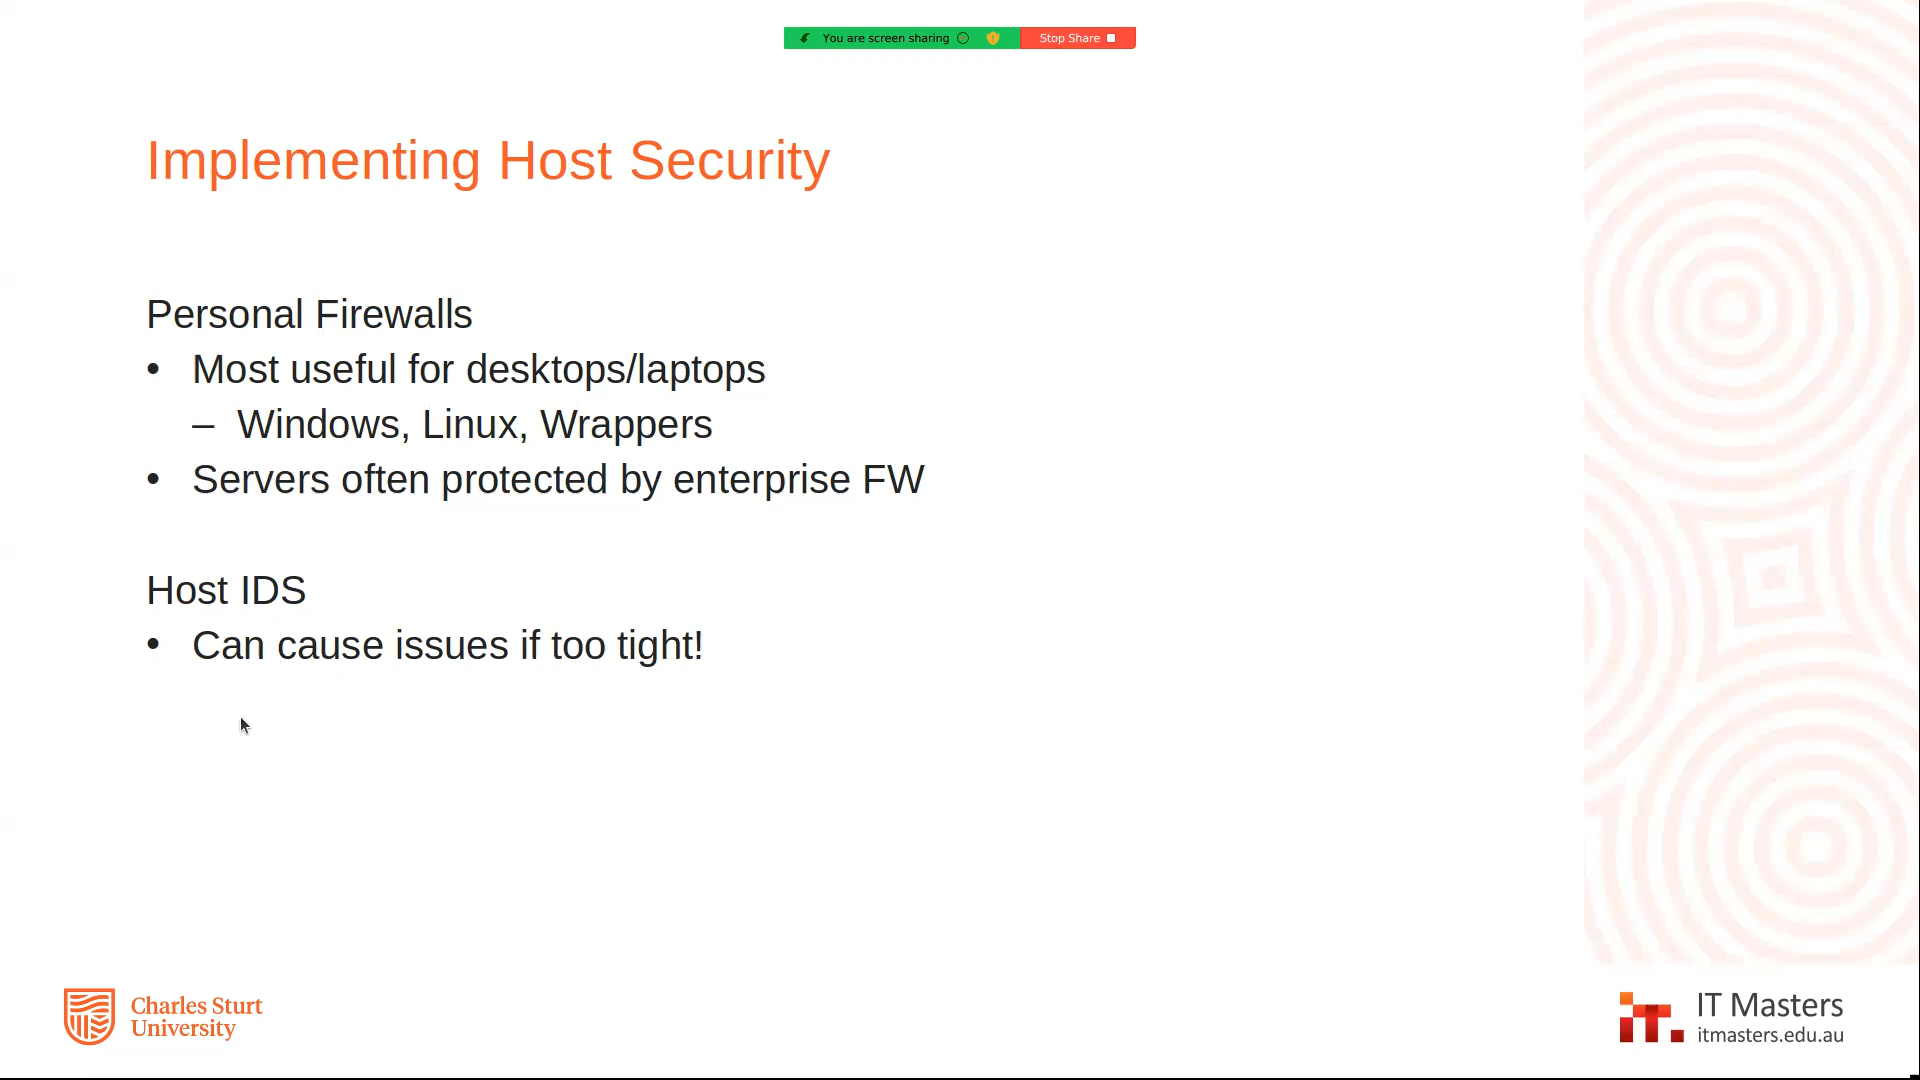 You are screen sharing
Stop Share
Implementing Host Security
Personal Firewalls
• Most useful for desktops/laptops
– Windows, Linux, Wrappers
• Servers often protected by enterprise FW
Host IDS
• Can cause issues if too tight!
Charles Sturt
University
it.
IT Masters
itmasters.edu.au